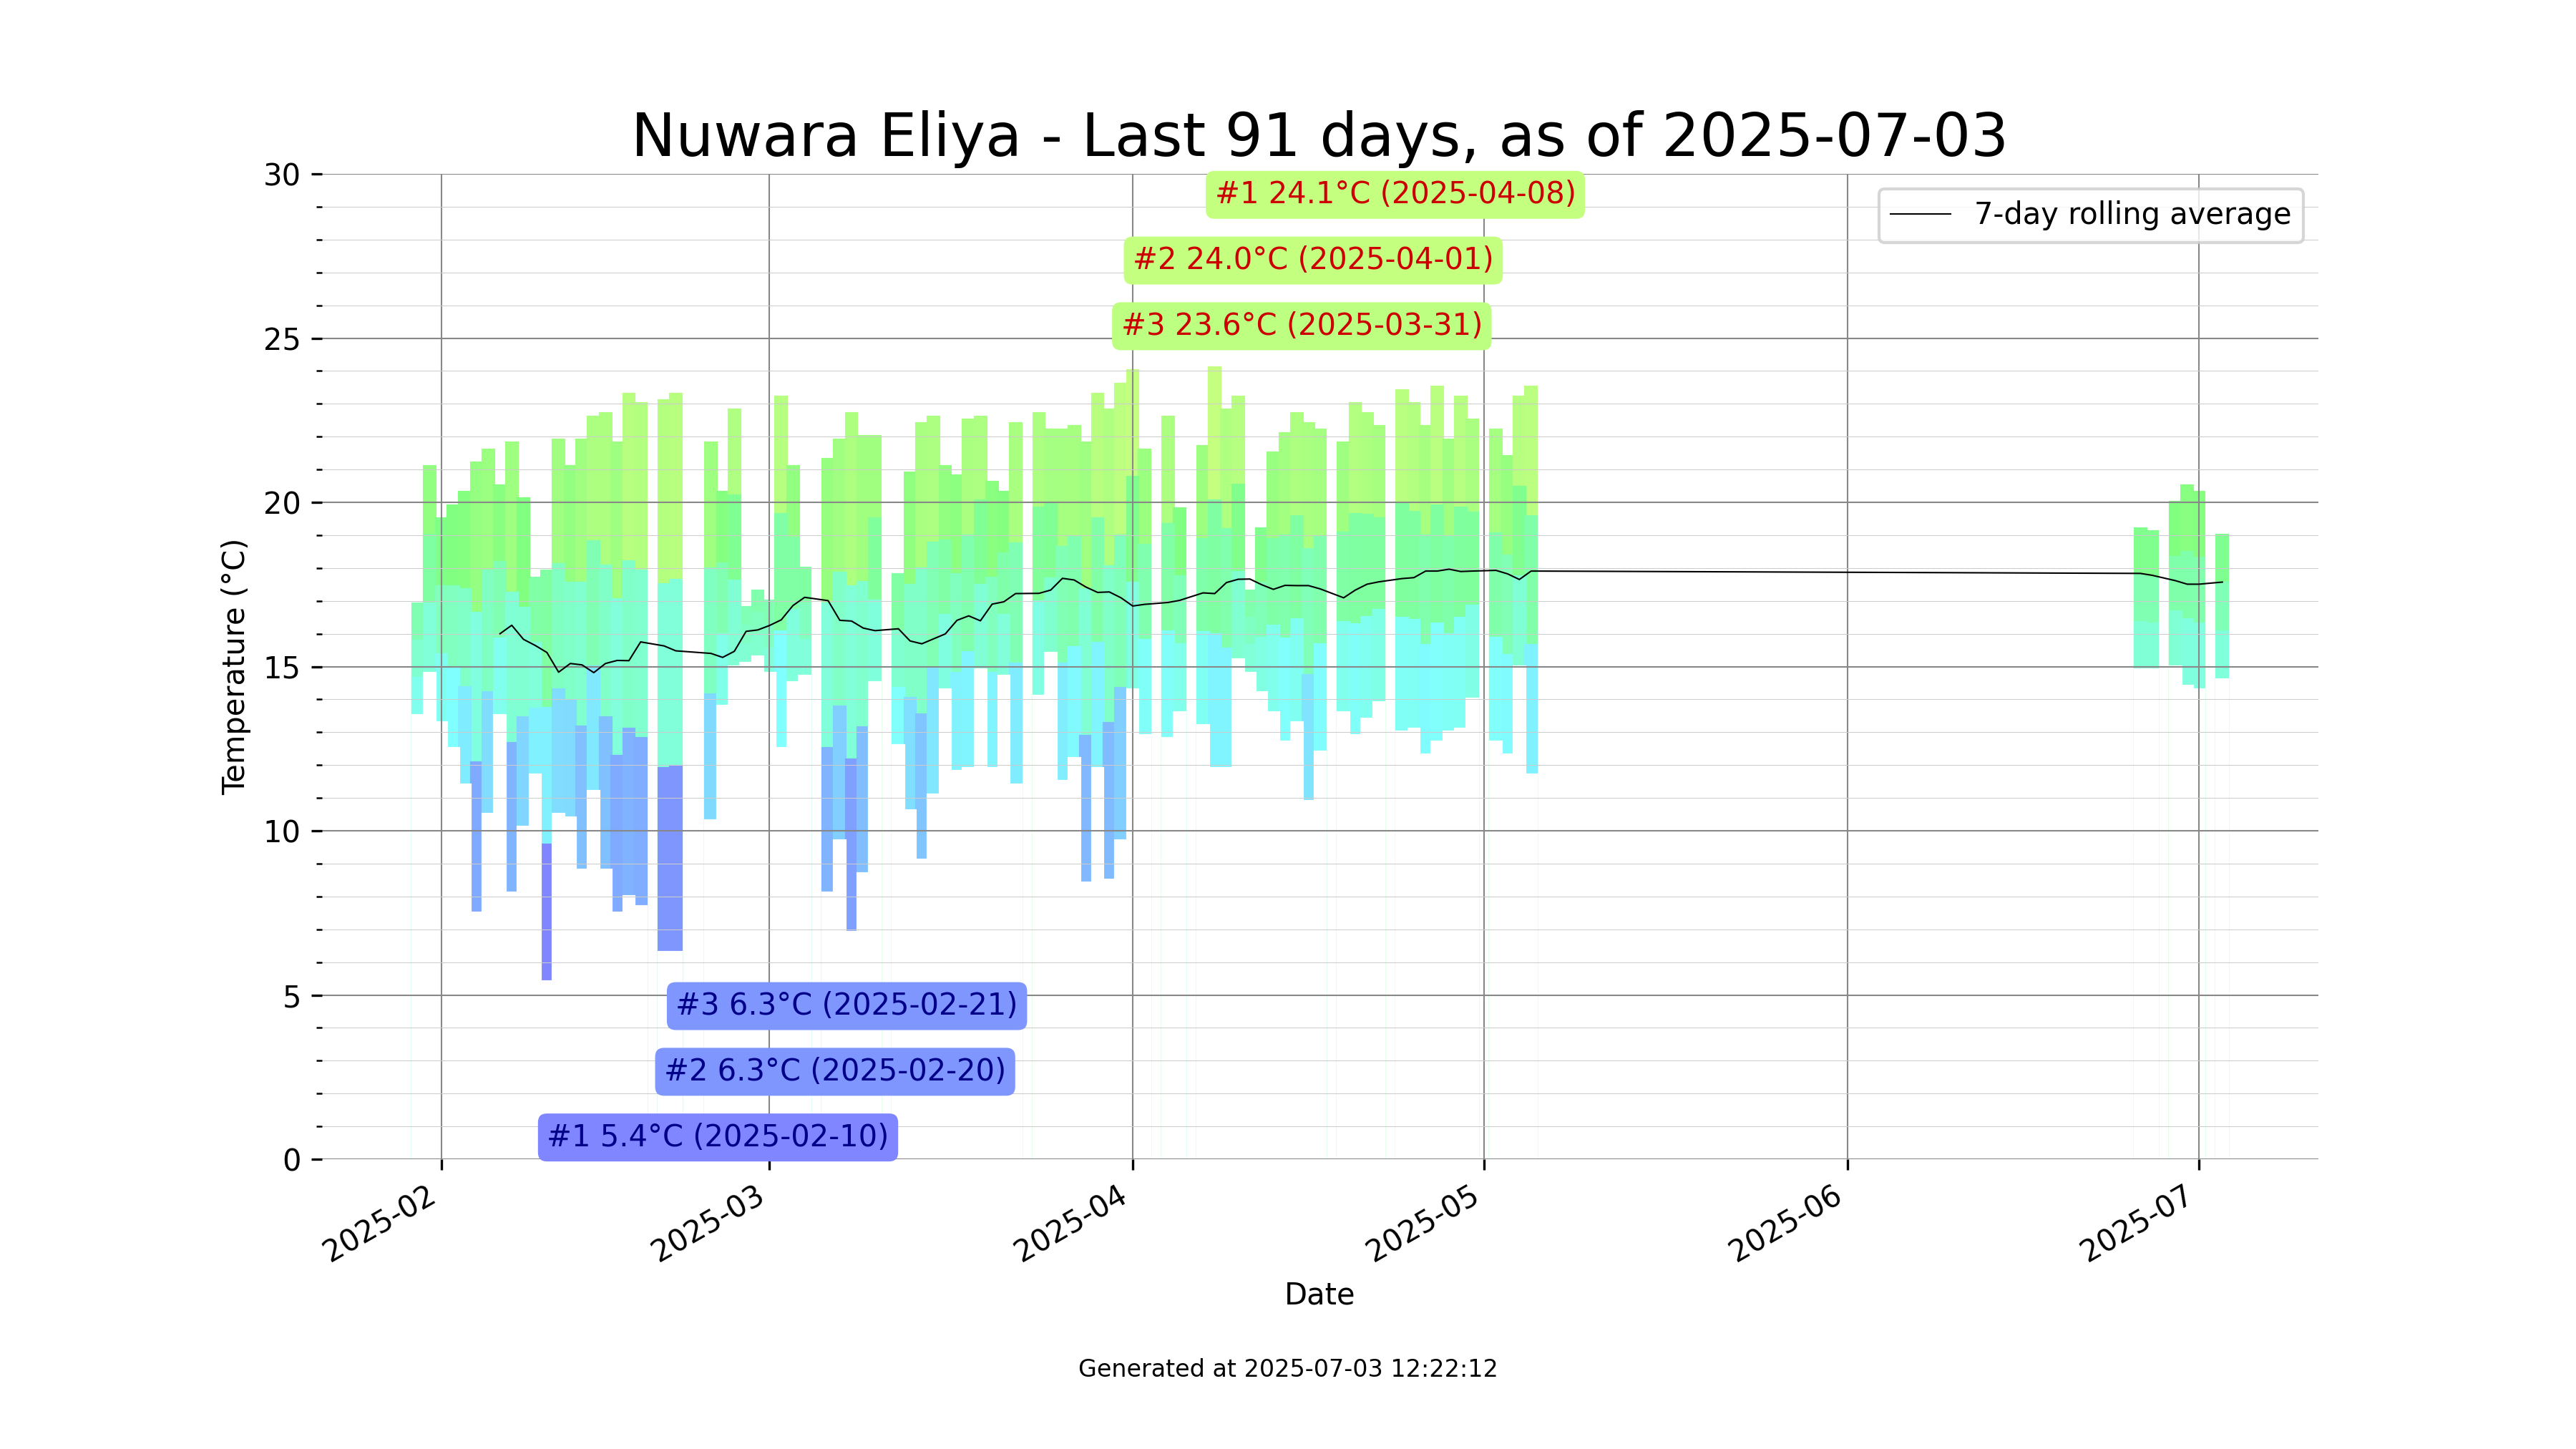 Nuwara Eliya - Last 91 days, as of 2025-07-03
30
25
20
15
10
5
0
Temperature (°C)
#1 24.1°C (2025-04-08)
#2 24.0°C (2025-04-01)
#3 23.6°C (2025-03-31)
7-day rolling average
#3 6.3°C (2025-02-21)
#2 6.3°C (2025-02-20)
#1 5.4°C (2025-02-10)
2025-02
2025-03
2025-04
2025-05
2025-06
2025-07
Date
Generated at 2025-07-03 12:22:12